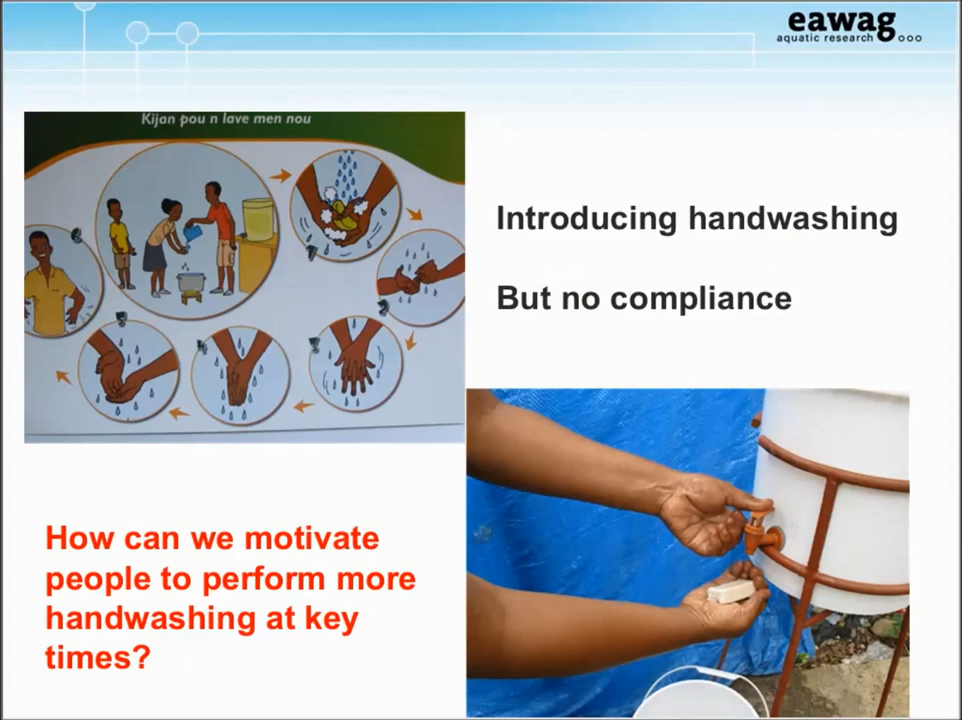 eawag
aquatic research ooo
Kijan pou n lave men nou
Introducing handwashing
But no compliance
How can we motivate
people to perform more
handwashing at key
times?